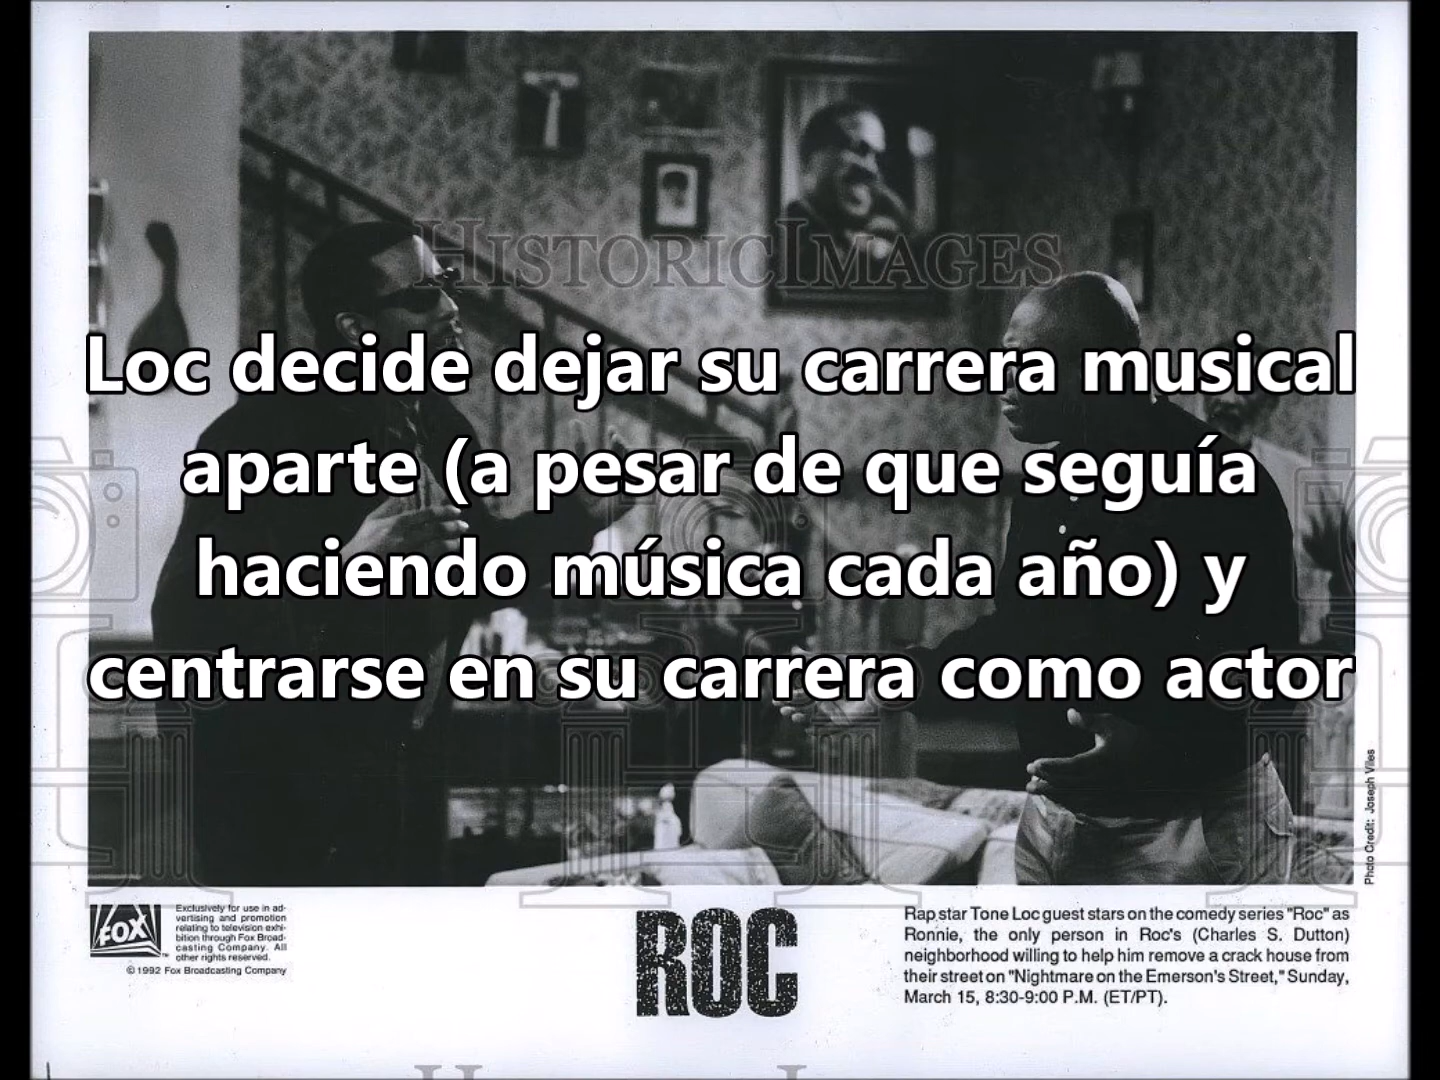 HISTORICIMAGES
Loc decide dejar su carrera musical
aparte (a pesar de que seguía
haciendo música cada año) y
centrarse en su carrera como actor
Photo Credit: Joseph Viles
FOX
Exclusively for use in ad-
vertising and promotion
relating to television exhi-
bition through Fox Broad-
casting Company. All
other rights reserved.
©1992 Fox Broadcasting Company
ROC
Rap star Tone Loc guest stars on the comedy series "Roc" as
Ronnie, the only person in Roc's (Charles S. Dutton)
neighborhood willing to help him remove a crack house from
their street on "Nightmare on the Emerson's Street," Sunday,
March 15, 8:30-9:00 P.M. (ET/PT).